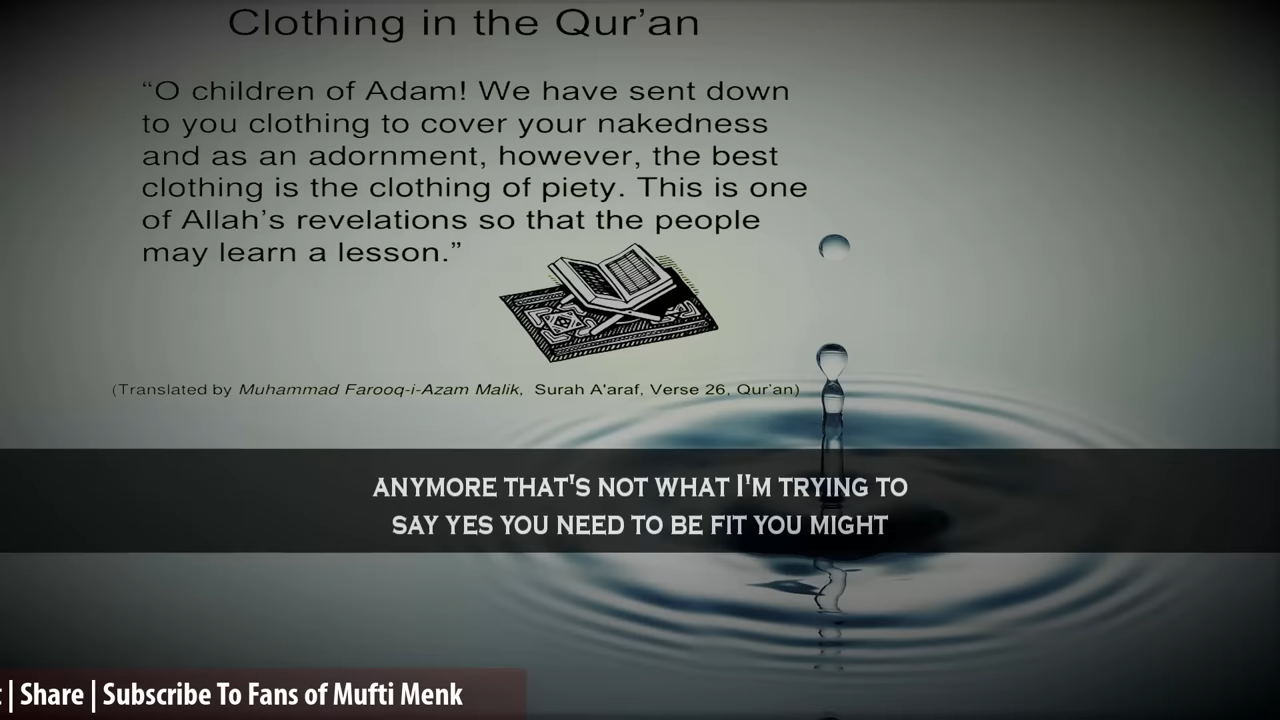 Clothing in the Qur’an
“O children of Adam! We have sent down
to you clothing to cover your nakedness
and as an adornment, however, the best
clothing is the clothing of piety. This is one
of Allah’s revelations so that the people
may learn a lesson.”
(Translated by Muhammad Farooq-i-Azam Malik, Surah A'araf, Verse 26, Qur’an)
ANYMORE THAT'S NOT WHAT I'M TRYING TO
SAY YES YOU NEED TO BE FIT YOU MIGHT
| Share | Subscribe To Fans of Mufti Menk